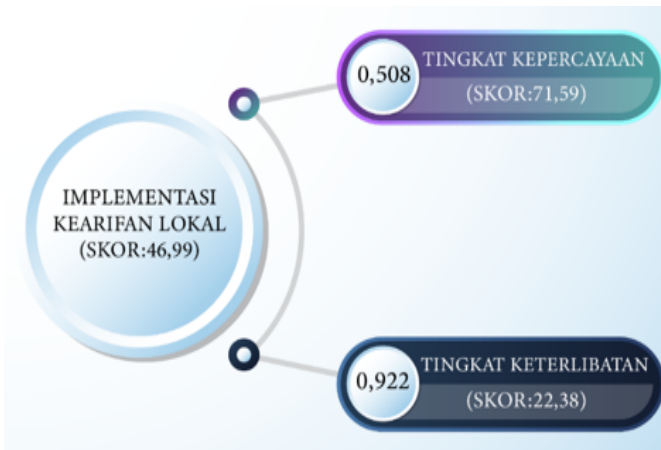 0,508
TINGKAT KEPERCAYAAN
(SKOR:71,59)
IMPLEMENTASI
KEARIFAN LOKAL
(SKOR:46,99)
0,922
TINGKAT KETERLIBATAN
(SKOR:22,38)